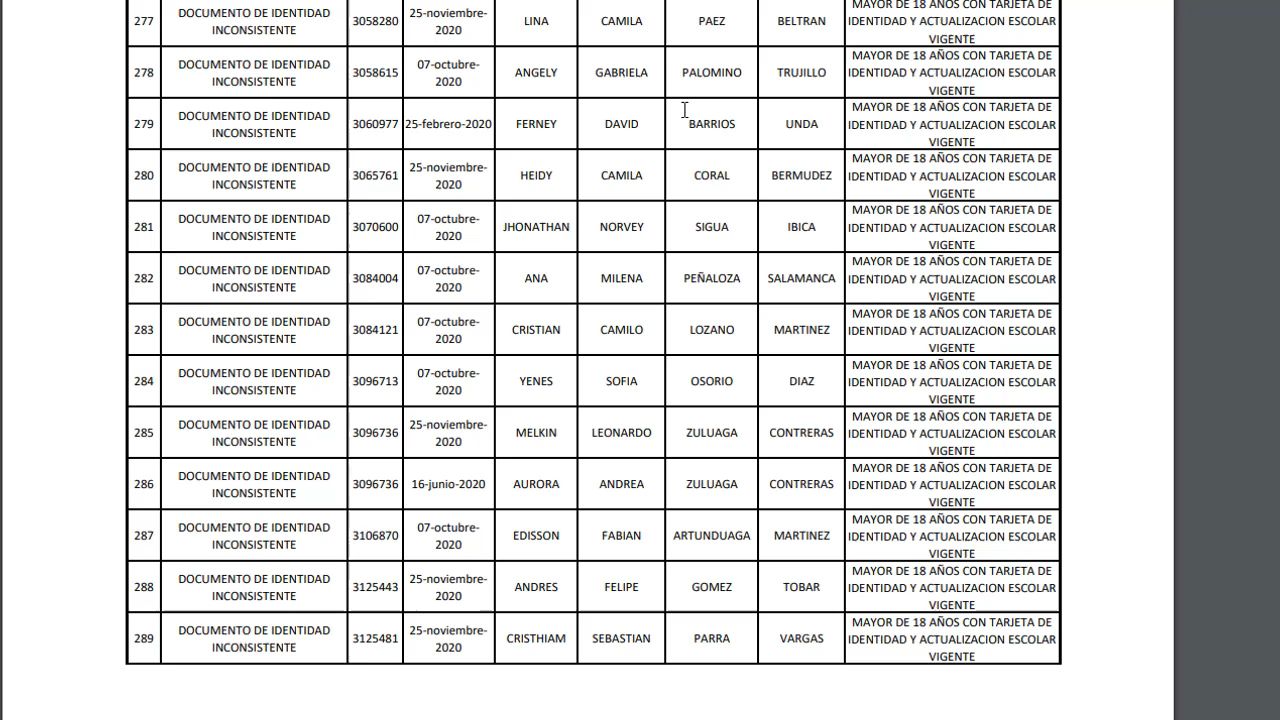 277 DOCUMENTO DE IDENTIDAD INCONSISTENTE 3058280 25-noviembre-2020 LINA CAMILA PAEZ BELTRAN MAYOR DE 18 AÑOS CON TARJETA DE IDENTIDAD Y ACTUALIZACION ESCOLAR VIGENTE
278 DOCUMENTO DE IDENTIDAD INCONSISTENTE 3058615 07-octubre-2020 ANGELY GABRIELA PALOMINO TRUJILLO MAYOR DE 18 AÑOS CON TARJETA DE IDENTIDAD Y ACTUALIZACION ESCOLAR VIGENTE
279 DOCUMENTO DE IDENTIDAD INCONSISTENTE 3060977 25-febrero-2020 FERNEY DAVID BARRIOS UNDA MAYOR DE 18 AÑOS CON TARJETA DE IDENTIDAD Y ACTUALIZACION ESCOLAR VIGENTE
280 DOCUMENTO DE IDENTIDAD INCONSISTENTE 3065761 25-noviembre-2020 HEIDY CAMILA CORAL BERMUDEZ MAYOR DE 18 AÑOS CON TARJETA DE IDENTIDAD Y ACTUALIZACION ESCOLAR VIGENTE
281 DOCUMENTO DE IDENTIDAD INCONSISTENTE 3070600 07-octubre-2020 JHONATHAN NORVEY SIGUA IBICA MAYOR DE 18 AÑOS CON TARJETA DE IDENTIDAD Y ACTUALIZACION ESCOLAR VIGENTE
282 DOCUMENTO DE IDENTIDAD INCONSISTENTE 3084004 07-octubre-2020 ANA MILENA PEÑALOZA SALAMANCA MAYOR DE 18 AÑOS CON TARJETA DE IDENTIDAD Y ACTUALIZACION ESCOLAR VIGENTE
283 DOCUMENTO DE IDENTIDAD INCONSISTENTE 3084121 07-octubre-2020 CRISTIAN CAMILO LOZANO MARTINEZ MAYOR DE 18 AÑOS CON TARJETA DE IDENTIDAD Y ACTUALIZACION ESCOLAR VIGENTE
284 DOCUMENTO DE IDENTIDAD INCONSISTENTE 3096713 07-octubre-2020 YENES SOFIA OSORIO DIAZ MAYOR DE 18 AÑOS CON TARJETA DE IDENTIDAD Y ACTUALIZACION ESCOLAR VIGENTE
285 DOCUMENTO DE IDENTIDAD INCONSISTENTE 3096736 25-noviembre-2020 MELKIN LEONARDO ZULUAGA CONTRERAS MAYOR DE 18 AÑOS CON TARJETA DE IDENTIDAD Y ACTUALIZACION ESCOLAR VIGENTE
286 DOCUMENTO DE IDENTIDAD INCONSISTENTE 3096736 16-junio-2020 AURORA ANDREA ZULUAGA CONTRERAS MAYOR DE 18 AÑOS CON TARJETA DE IDENTIDAD Y ACTUALIZACION ESCOLAR VIGENTE
287 DOCUMENTO DE IDENTIDAD INCONSISTENTE 3106870 07-octubre-2020 EDISSON FABIAN ARTUNDUAGA MARTINEZ MAYOR DE 18 AÑOS CON TARJETA DE IDENTIDAD Y ACTUALIZACION ESCOLAR VIGENTE
288 DOCUMENTO DE IDENTIDAD INCONSISTENTE 3125443 25-noviembre-2020 ANDRES FELIPE GOMEZ TOBAR MAYOR DE 18 AÑOS CON TARJETA DE IDENTIDAD Y ACTUALIZACION ESCOLAR VIGENTE
289 DOCUMENTO DE IDENTIDAD INCONSISTENTE 3125481 25-noviembre-2020 CRISTHIAM SEBASTIAN PARRA VARGAS MAYOR DE 18 AÑOS CON TARJETA DE IDENTIDAD Y ACTUALIZACION ESCOLAR VIGENTE